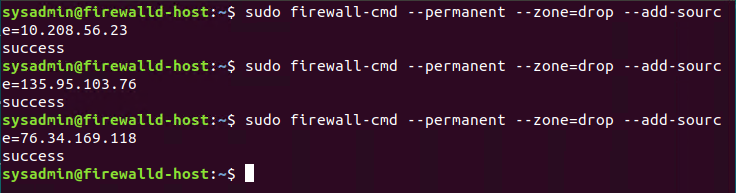 sysadmin@firewalld-host:~$ sudo firewall-cmd --permanent --zone=drop --add-sourc
e=10.208.56.23
success
sysadmin@firewalld-host:~$ sudo firewall-cmd --permanent --zone=drop --add-sourc
e=135.95.103.76
success
sysadmin@firewalld-host:~$ sudo firewall-cmd --permanent --zone=drop --add-sourc
e=76.34.169.118
success
sysadmin@firewalld-host:~$